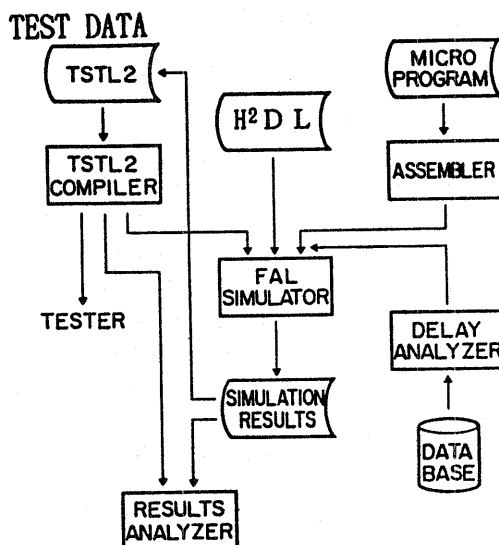 TEST DATA
TSTL2
MICRO
PROGRAM
H² D L
TSTL2
COMPILER
ASSEMBLER
FAL
SIMULATOR
TESTER
DELAY
ANALYZER
SIMULATION
RESULTS
DATA
BASE
RESULTS
ANALYZER